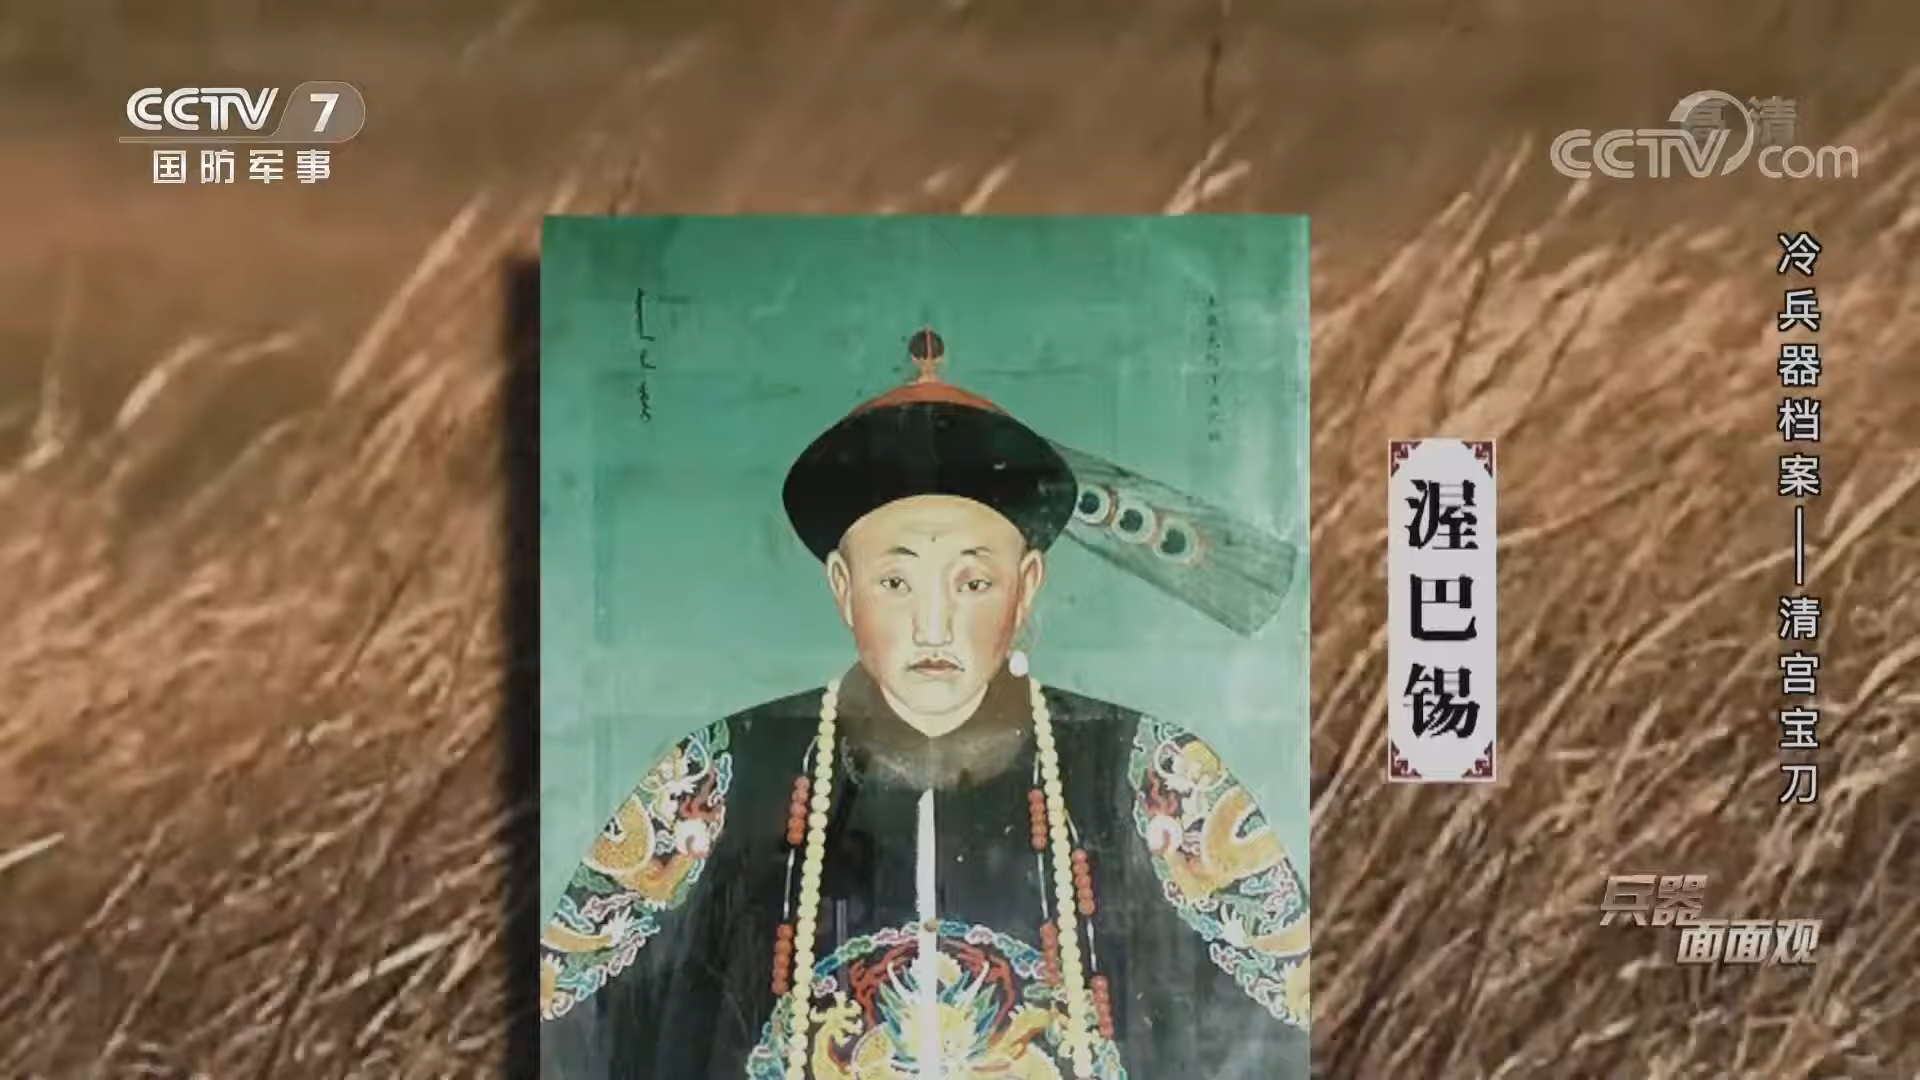 CCTV 7
国防军事
高清
CCTV com
冷兵器档案——清宫宝刀
渥巴锡
兵器
面面观